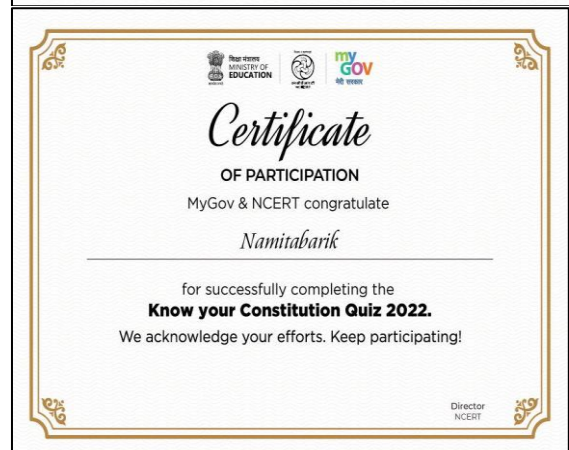 शिक्षा मंत्रालय
MINISTRY OF
EDUCATION
my
GOV
मेरी सरकार
Certificate
OF PARTICIPATION
MyGov & NCERT congratulate
Namitabarik
for successfully completing the
Know your Constitution Quiz 2022.
We acknowledge your efforts. Keep participating!
Director
NCERT